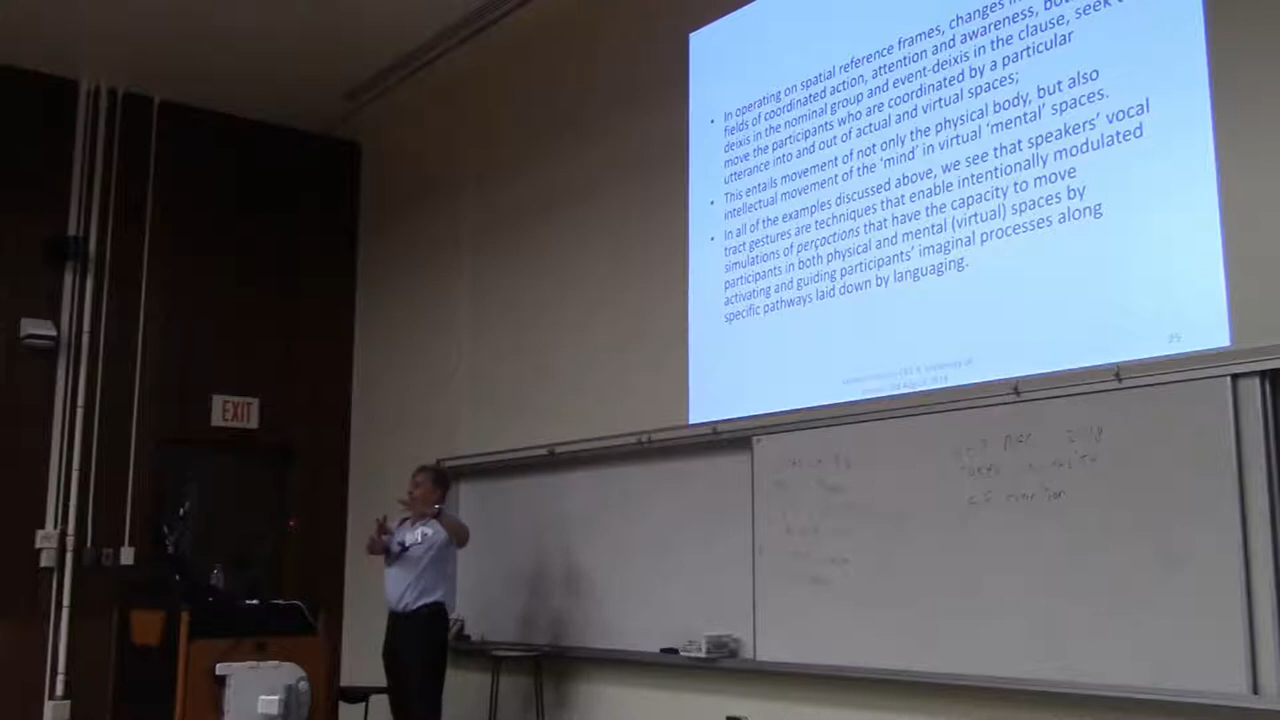 In operating on spatial reference frames, changes in
fields of coordinated action, attention and awareness,
deixis in the nominal group and event-deixis in the clause, seek
move the participants who are coordinated by a particular
utterance into and out of actual and virtual spaces;
This entails movement of not only the physical body, but also
intellectual movement of the 'mind' in virtual 'mental' spaces.
In all of the examples discussed above, we see that speakers' vocal
tract gestures are techniques that enable intentionally modulated
simulations of perçactions that have the capacity to move
participants in both physical and mental (virtual) spaces by
activating and guiding participants' imaginal processes along
specific pathways laid down by languaging.
EXIT